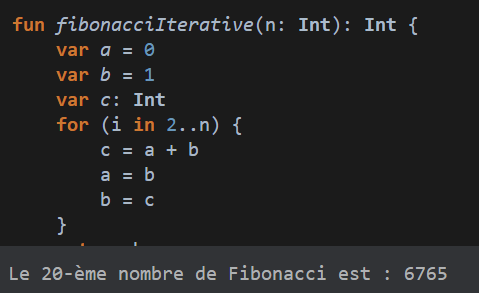 fun fibonacciIterative(n: Int): Int {
    var a = 0
    var b = 1
    var c: Int
    for (i in 2..n) {
        c = a + b
        a = b
        b = c
    }
Le 20-ème nombre de Fibonacci est : 6765